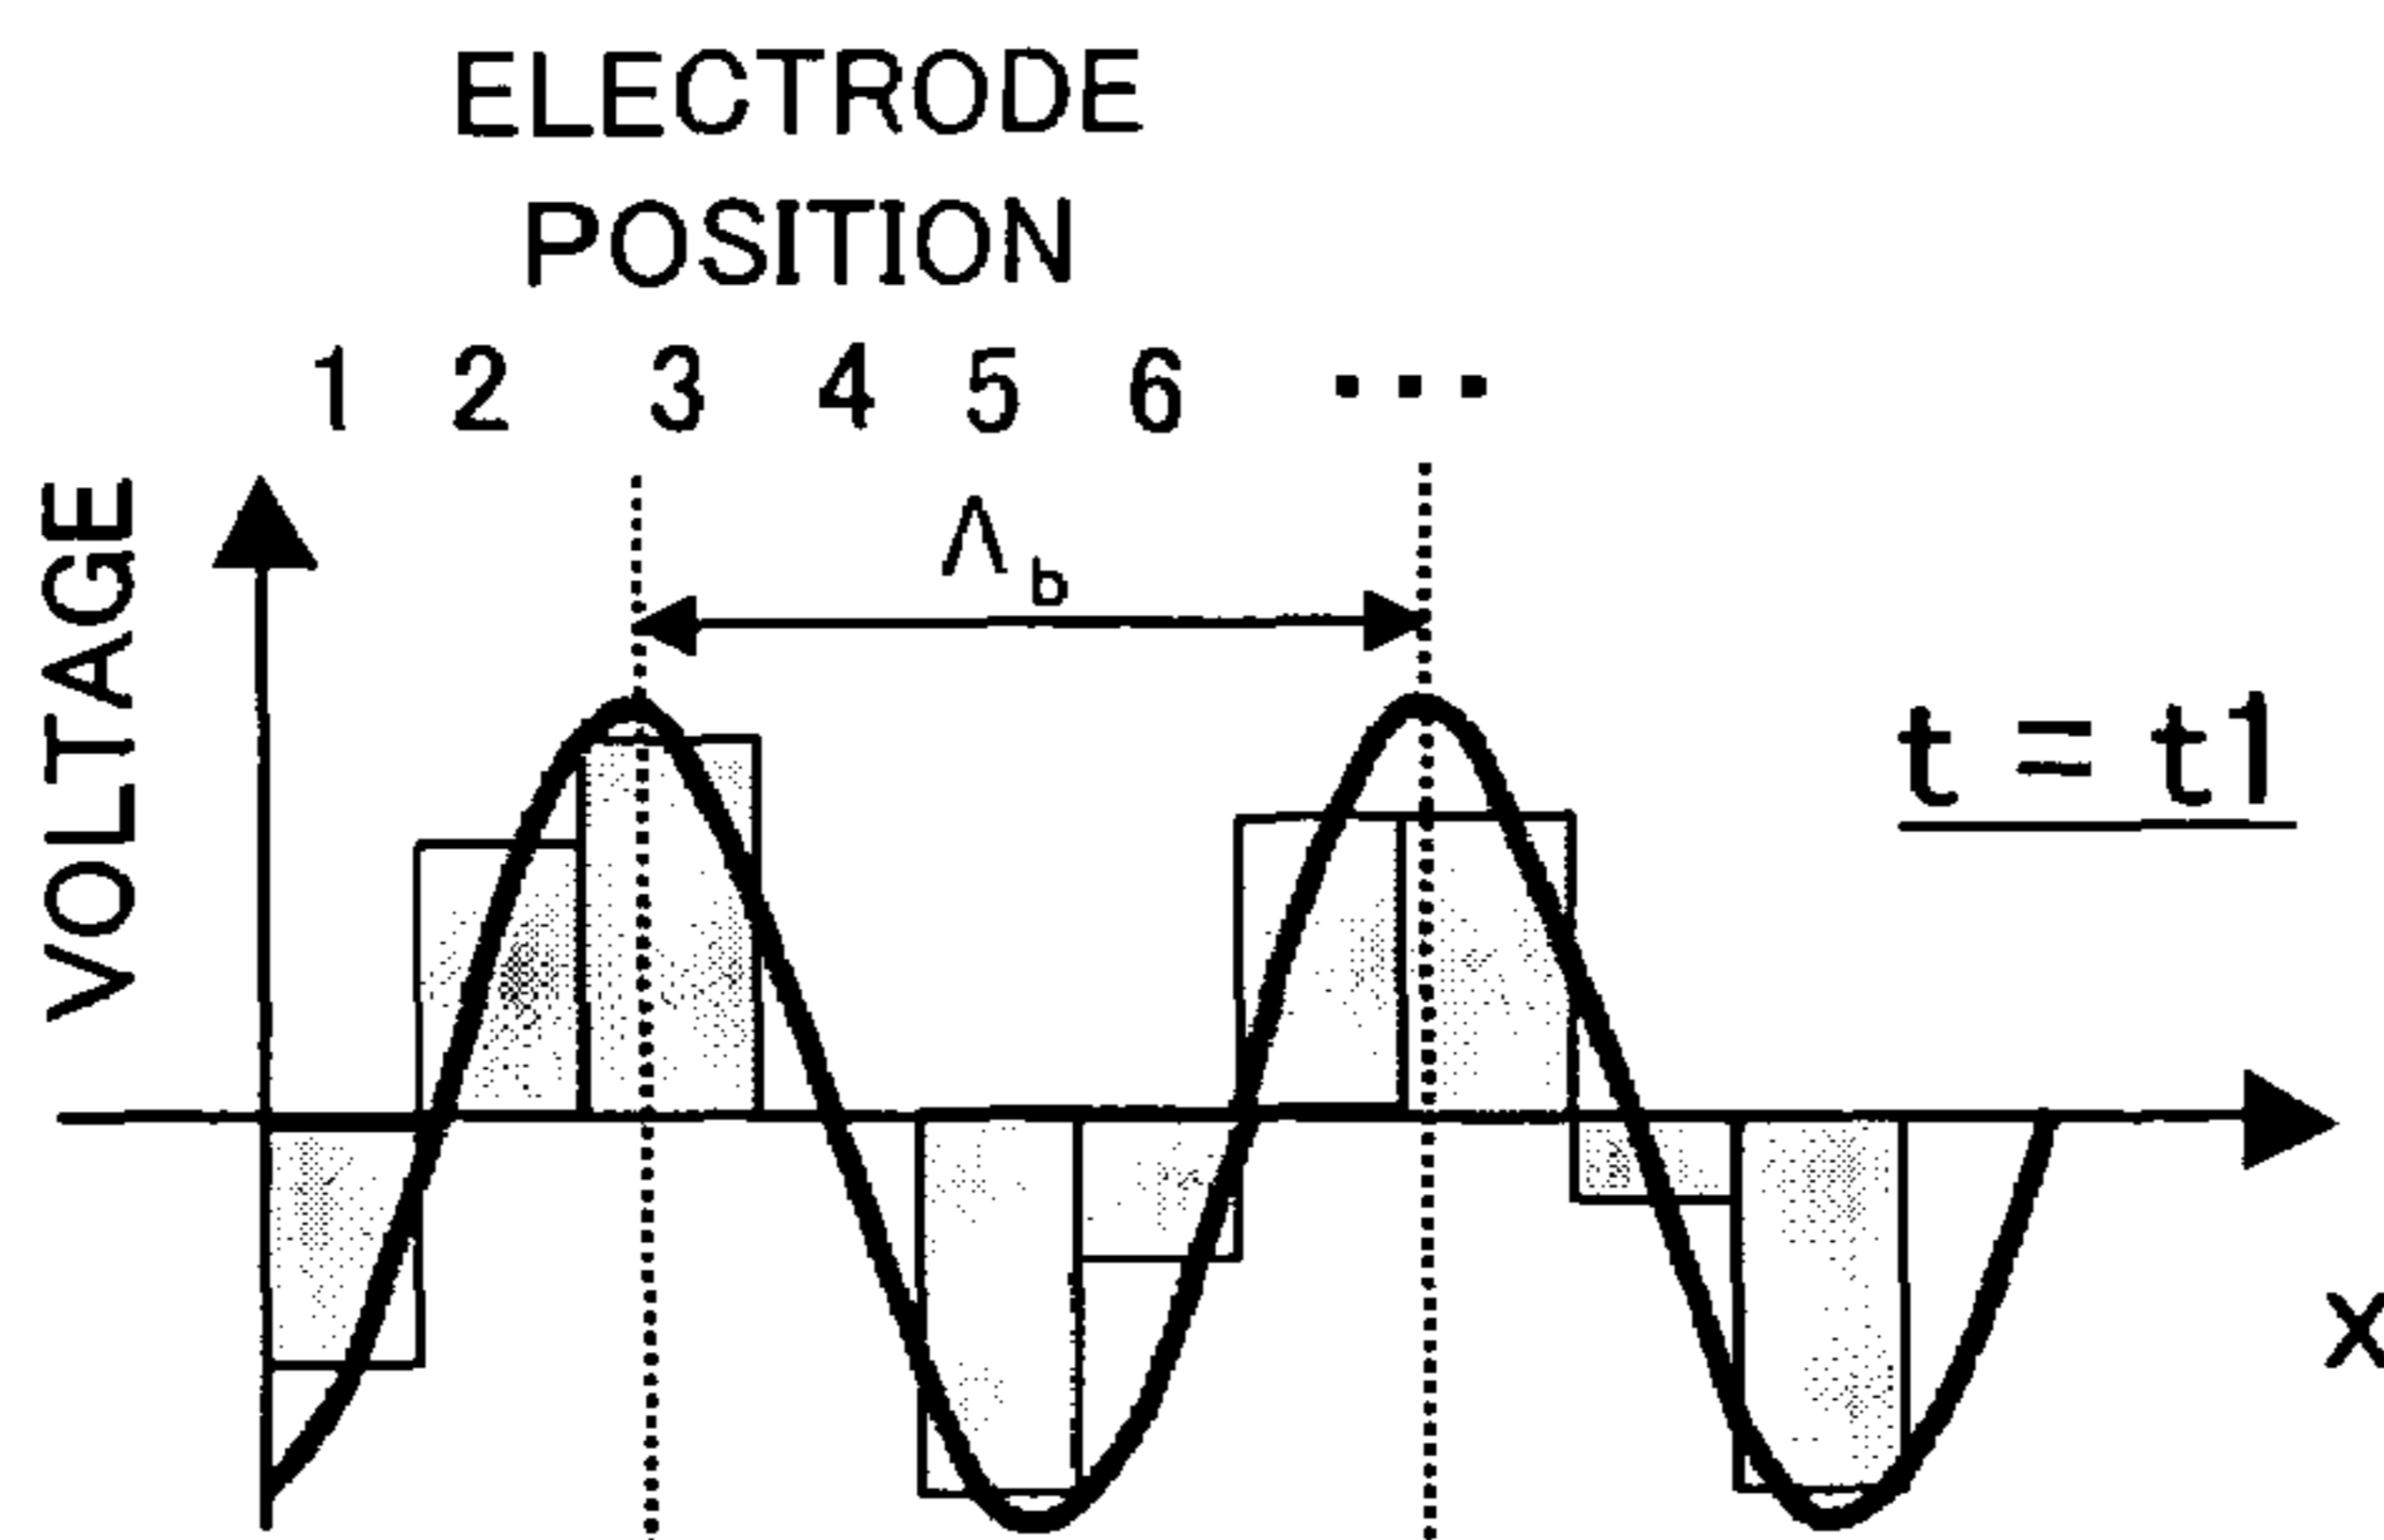 ELECTRODE
POSITION
1 2 3 4 5 6 ...
VOLTAGE
Λb
t = t1
x